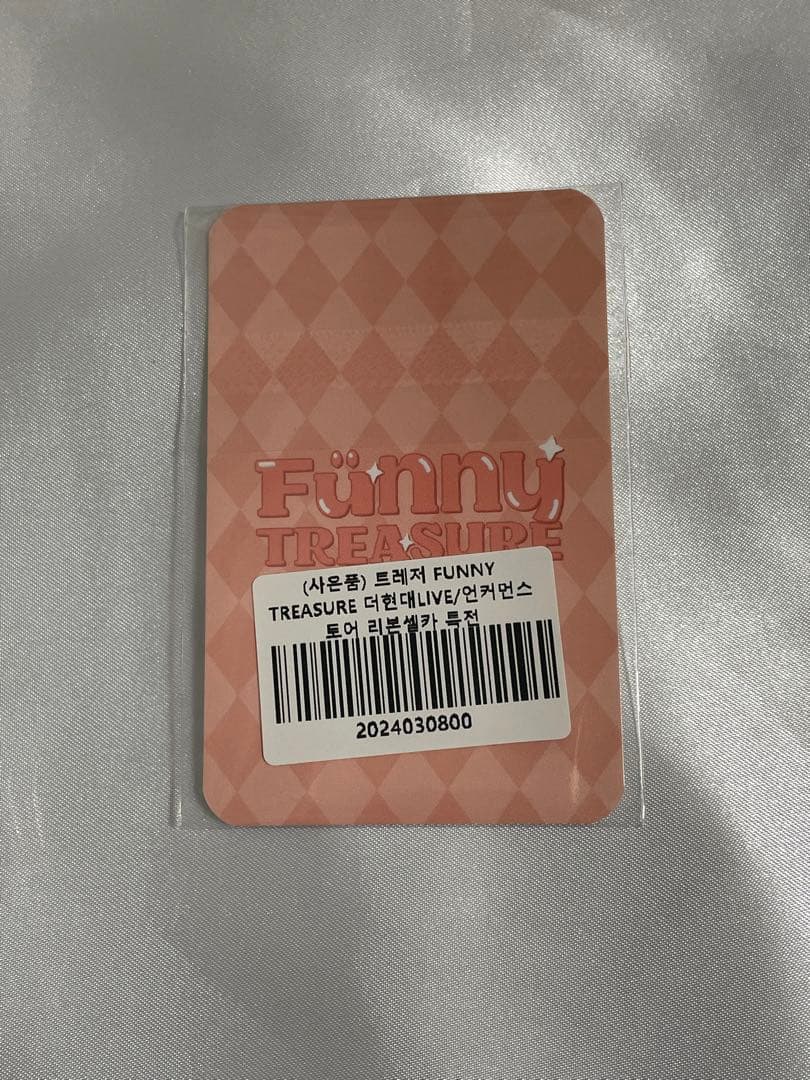 Fünny
TREASURE
(사은품) 트레저 FUNNY
TREASURE 더현대LIVE/언커먼스
토어 리본셀카 특전
2024030800